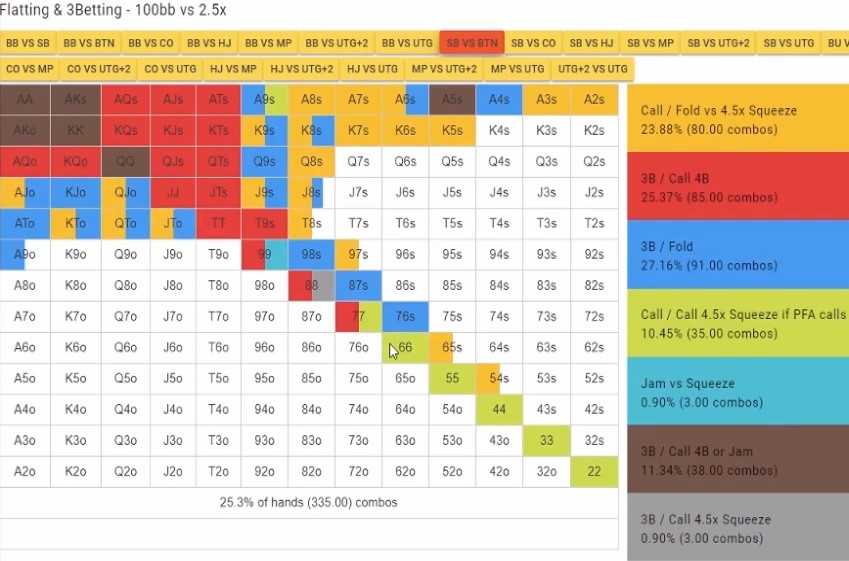 Flatting & 3Betting - 100bb vs 2.5x
BB VS SB BB VS BTN BB VS CO BB VS HJ BB VS MP BB VS UTG+2 BB VS UTG SB VS BTN SB VS CO SB VS HJ SB VS MP SB VS UTG+2 SB VS UTG BU V
CO VS MP CO VS UTG+2 CO VS UTG HJ VS MP HJ VS UTG+2 HJ VS UTG MP VS UTG+2 MP VS UTG UTG+2 VS UTG
AA AKs AQs AJs ATs A9s A8s A7s A6s A5s A4s A3s A2s
AKo KK KQs KJs KTs K9s K8s K7s K6s K5s K4s K3s K2s
AQo KQo QQ QJs QTs Q9s Q8s Q7s Q6s Q5s Q4s Q3s Q2s
AJo KJo QJo JJ JTs J9s J8s J7s J6s J5s J4s J3s J2s
ATo KTo QTo JTo TT T9s T8s T7s T6s T5s T4s T3s T2s
A9o K9o Q9o J9o T9o 99 98s 97s 96s 95s 94s 93s 92s
A8o K8o Q8o J8o T8o 98o 88 87s 86s 85s 84s 83s 82s
A7o K7o Q7o J7o T7o 97o 87o 77 76s 75s 74s 73s 72s
A6o K6o Q6o J6o T6o 96o 86o 76o 66 65s 64s 63s 62s
A5o K5o Q5o J5o T5o 95o 85o 75o 65o 55 54s 53s 52s
A4o K4o Q4o J4o T4o 94o 84o 74o 64o 54o 44 43s 42s
A3o K3o Q3o J3o T3o 93o 83o 73o 63o 53o 43o 33 32s
A2o K2o Q2o J2o T2o 92o 82o 72o 62o 52o 42o 32o 22
25.3% of hands (335.00) combos
Call / Fold vs 4.5x Squeeze
23.88% (80.00 combos)
3B / Call 4B
25.37% (85.00 combos)
3B / Fold
27.16% (91.00 combos)
Call / Call 4.5x Squeeze if PFA calls
10.45% (35.00 combos)
Jam vs Squeeze
0.90% (3.00 combos)
3B / Call 4B or Jam
11.34% (38.00 combos)
3B / Call 4.5x Squeeze
0.90% (3.00 combos)